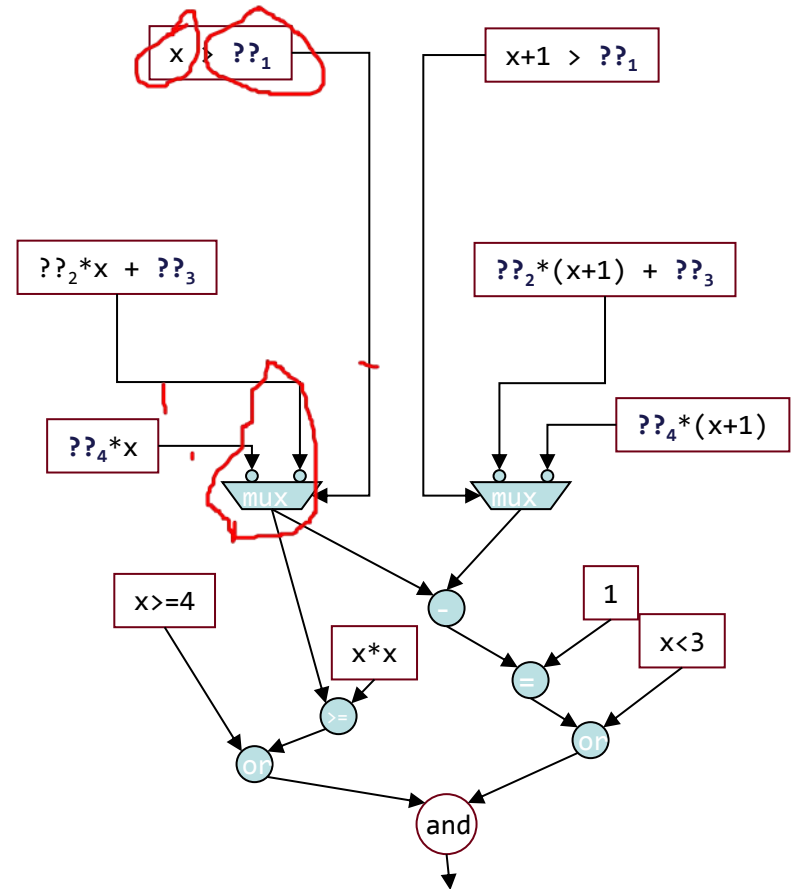 x > ??₁
x+1 > ??₁
??₂*x + ??₃
??₂*(x+1) + ??₃
??₄*x
??₄*(x+1)
mux
mux
x>=4
-
1
x*x
x<3
=
>=
or
or
and